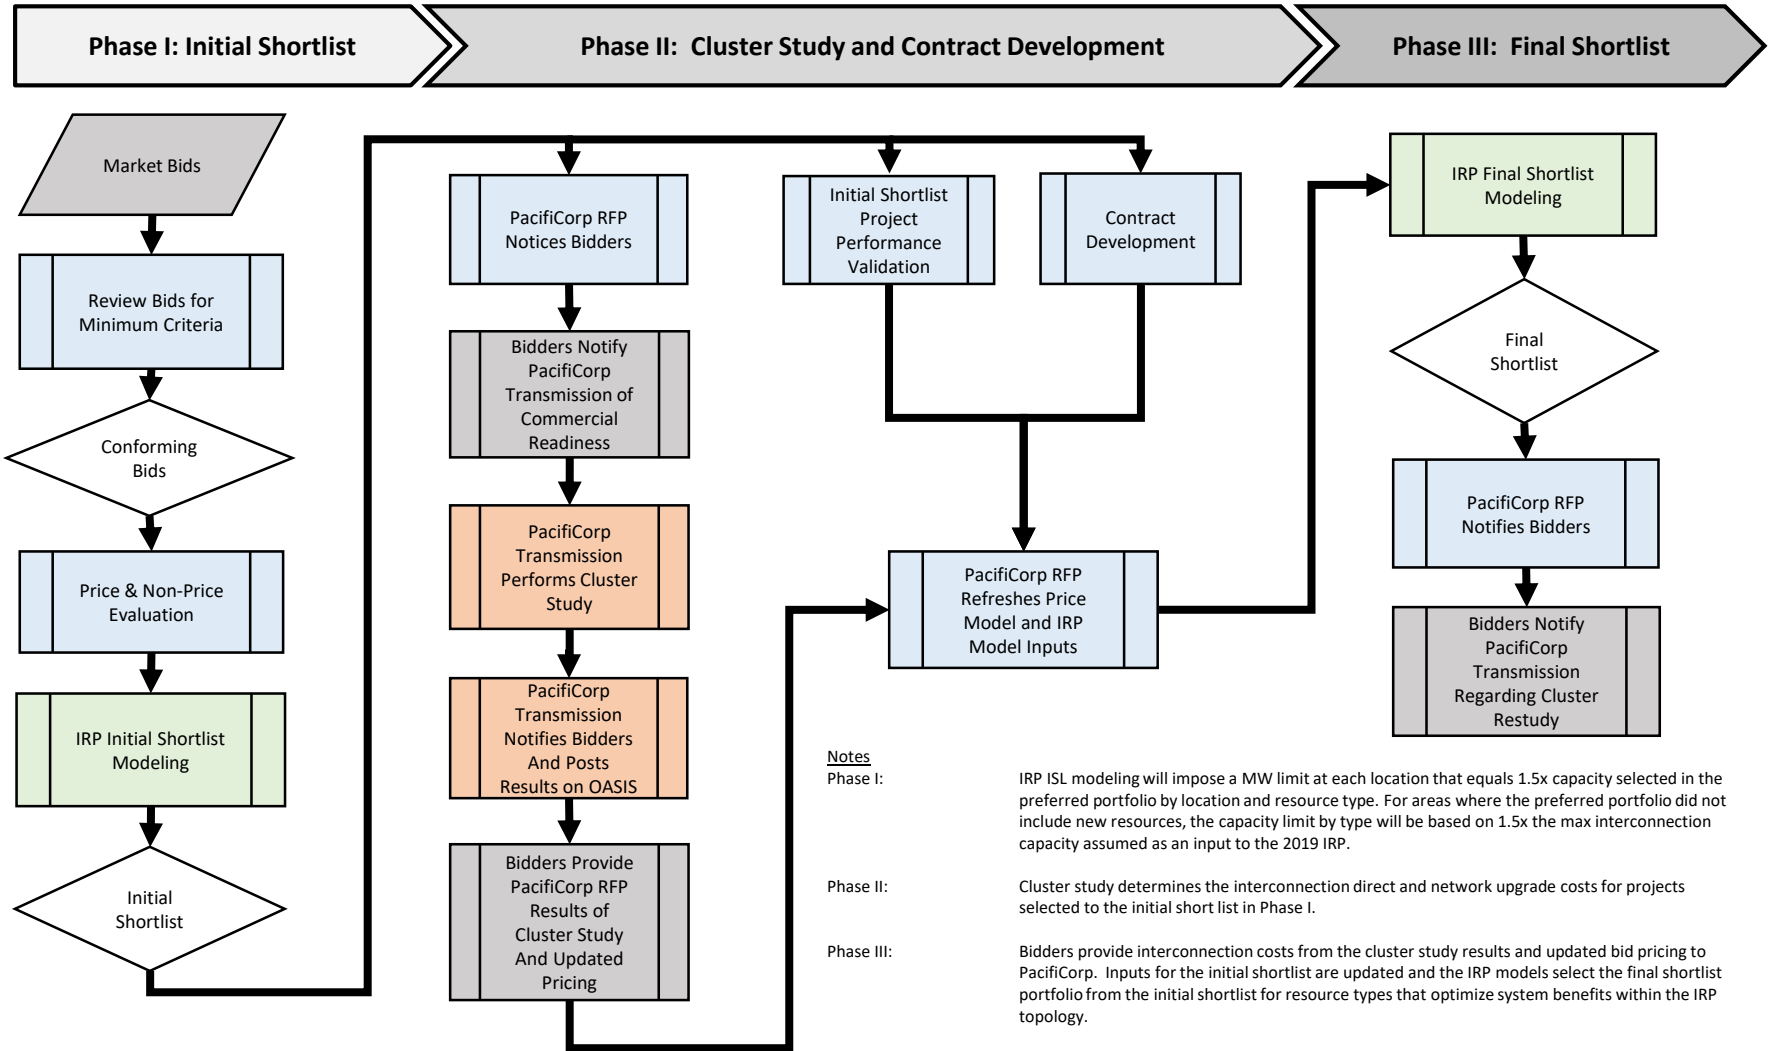 Phase I: Initial Shortlist
Phase II:  Cluster Study and Contract Development
Phase III:  Final Shortlist
Market Bids
Review Bids for
Minimum Criteria
Conforming
Bids
Price & Non-Price
Evaluation
IRP Initial Shortlist
Modeling
Initial
Shortlist
PacifiCorp RFP
Notices Bidders
Bidders Notify
PacifiCorp
Transmission of
Commercial
Readiness
PacifiCorp
Transmission
Performs Cluster
Study
PacifiCorp
Transmission
Notifies Bidders
And Posts
Results on OASIS
Bidders Provide
PacifiCorp RFP
Results of
Cluster Study
And Updated
Pricing
Initial Shortlist
Project
Performance
Validation
Contract
Development
PacifiCorp RFP
Refreshes Price
Model and IRP
Model Inputs
IRP Final Shortlist
Modeling
Final
Shortlist
PacifiCorp RFP
Notifies Bidders
Bidders Notify
PacifiCorp
Transmission
Regarding Cluster
Restudy
Notes
Phase I: IRP ISL modeling will impose a MW limit at each location that equals 1.5x capacity selected in the
preferred portfolio by location and resource type. For areas where the preferred portfolio did not
include new resources, the capacity limit by type will be based on 1.5x the max interconnection
capacity assumed as an input to the 2019 IRP.
Phase II: Cluster study determines the interconnection direct and network upgrade costs for projects
selected to the initial short list in Phase I.
Phase III: Bidders provide interconnection costs from the cluster study results and updated bid pricing to
PacifiCorp.  Inputs for the initial shortlist are updated and the IRP models select the final shortlist
portfolio from the initial shortlist for resource types that optimize system benefits within the IRP
topology.